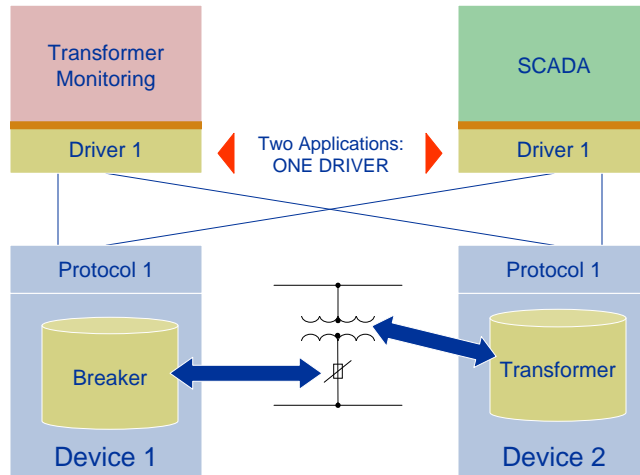 Transformer
Monitoring
SCADA
Driver 1
Two Applications:
ONE DRIVER
Driver 1
Protocol 1
Protocol 1
Breaker
Transformer
Device 1
Device 2